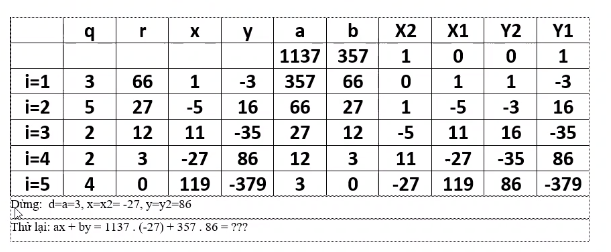 q r x y a b X2 X1 Y2 Y1
1137 357 1 0 0 1
i=1 3 66 1 -3 357 66 0 1 1 -3
i=2 5 27 -5 16 66 27 1 -5 -3 16
i=3 2 12 11 -35 27 12 -5 11 16 -35
i=4 2 3 -27 86 12 3 11 -27 -35 86
i=5 4 0 119 -379 3 0 -27 119 86 -379
Dừng: d=a=3, x=x2= -27, y=y2=86
Thử lại: ax + by = 1137 . (-27) + 357 . 86 = ???